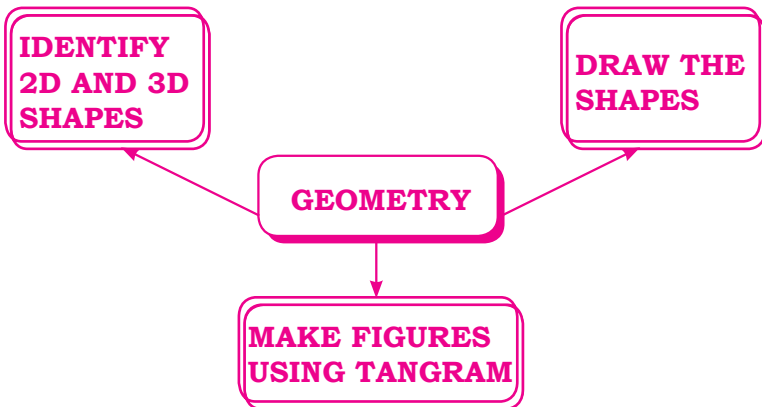 IDENTIFY
2D AND 3D
SHAPES
DRAW THE
SHAPES
GEOMETRY
MAKE FIGURES
USING TANGRAM